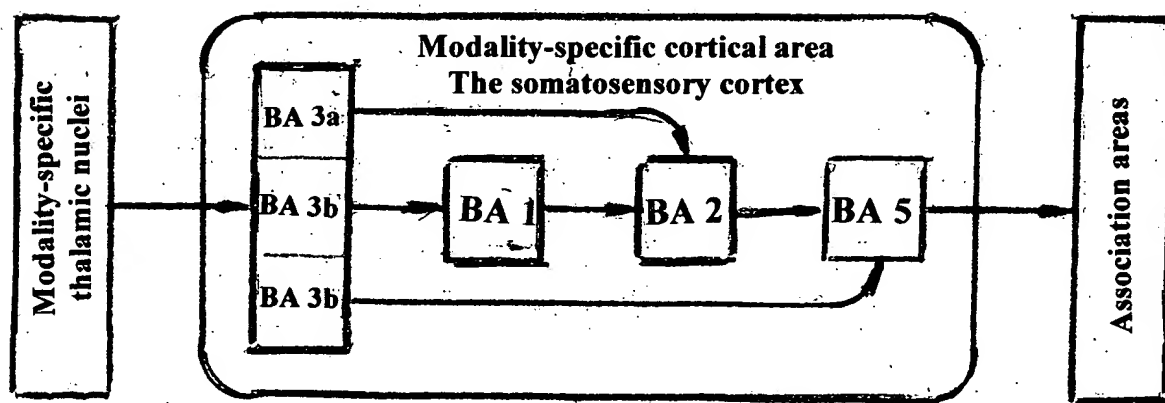 Modality-specific
thalamic nuclei
Modality-specific cortical area
The somatosensory cortex
BA 3a
BA 3b
BA 3b
BA 1
BA 2
BA 5
Association areas